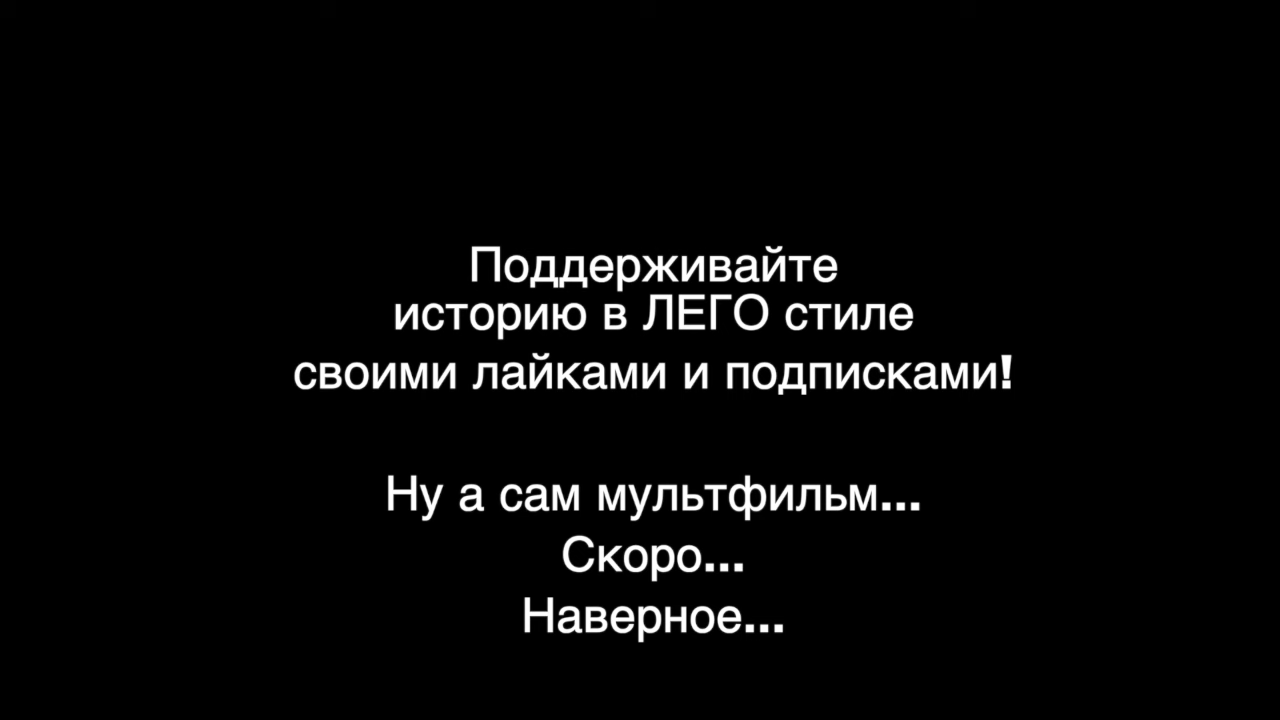 Поддерживайте
историю в ЛЕГО стиле
своими лайками и подписками!
Ну а сам мультфильм...
Скоро...
Наверное...